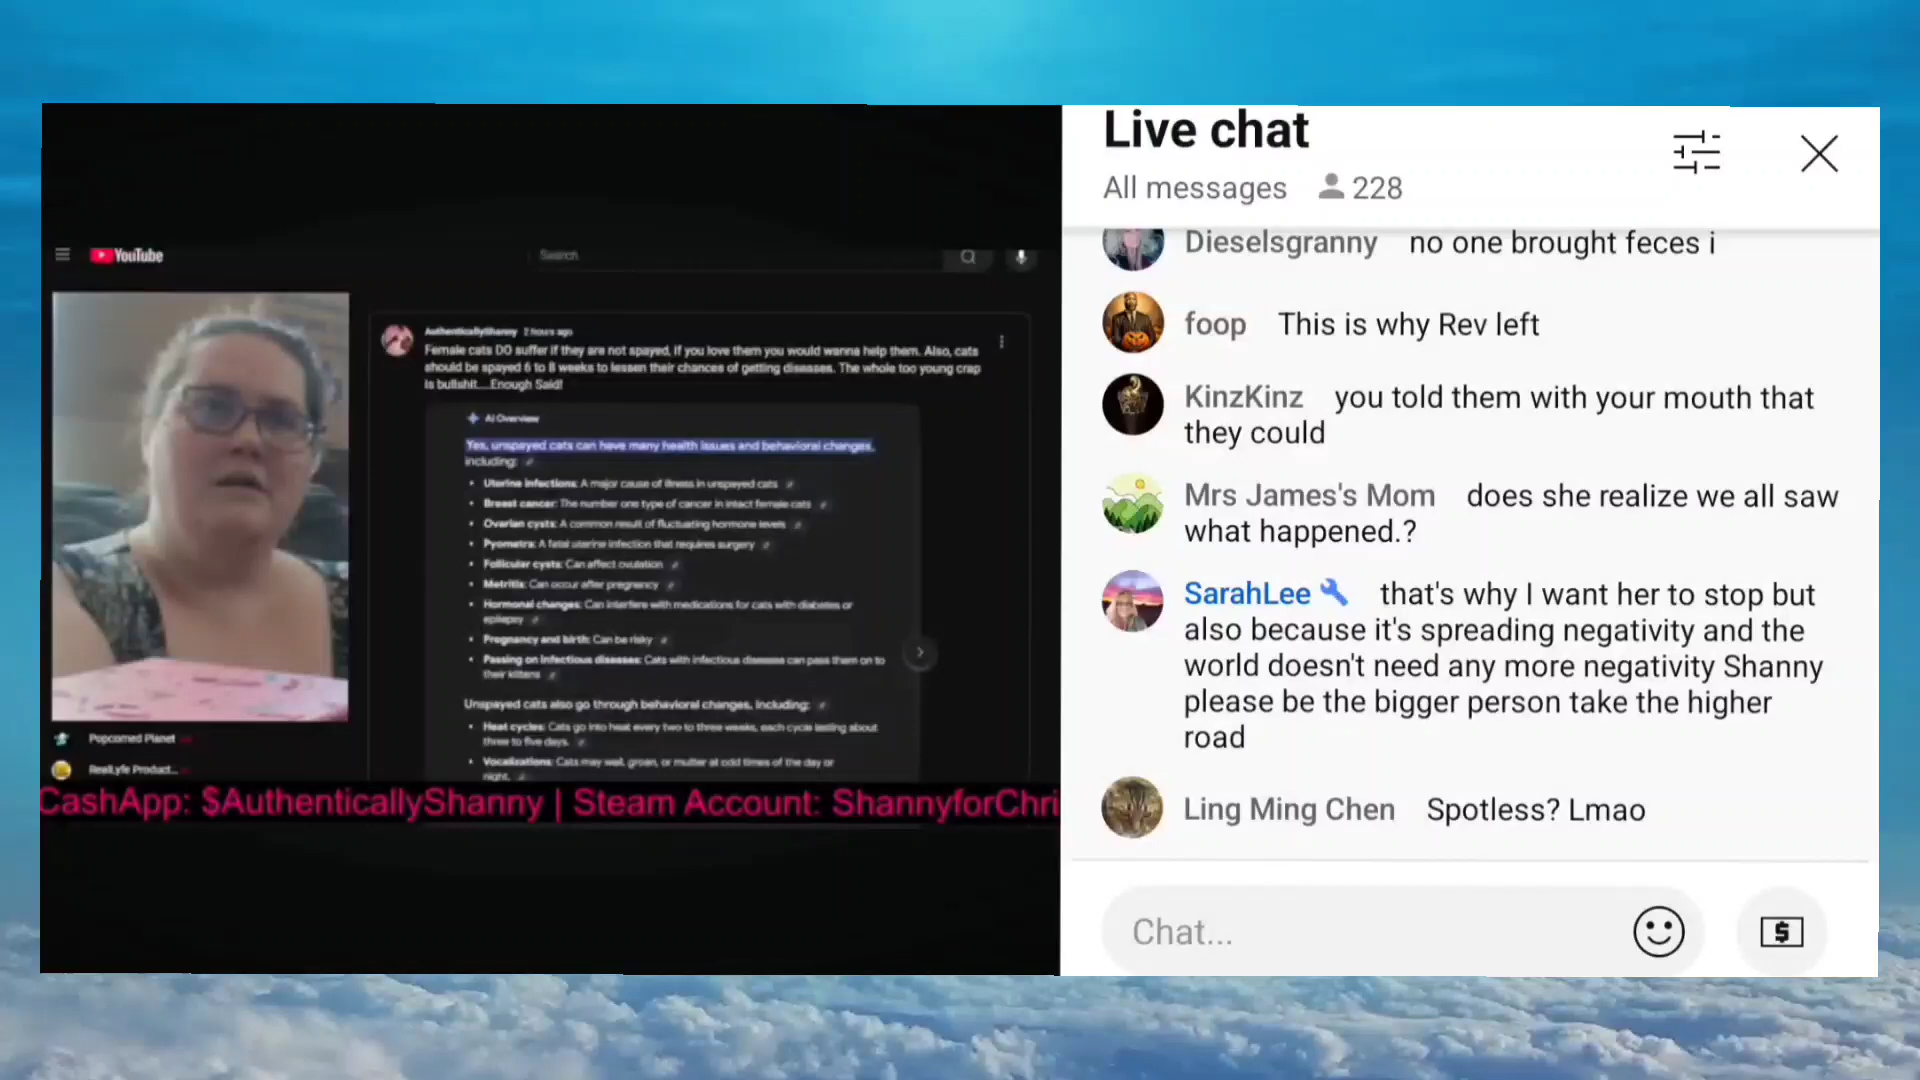 YouTube
Search
AuthenticallyShanny 2 hours ago
Female cats DO suffer if they are not spayed, if you love them you would wanna help them. Also, cats
should be spayed 6 to 8 weeks to lessen their chances of getting diseases. The whole too young crap
is bullshit....Enough Said!
AI Overview
Yes, unspayed cats can have many health issues and behavioral changes,
including:
• Uterine infections: A major cause of illness in unspayed cats
• Breast cancer: The number one type of cancer in intact female cats
• Ovarian cysts: A common result of fluctuating hormone levels
• Pyometra: A fatal uterine infection that requires surgery
• Follicular cysts: Can affect ovulation
• Metritis: Can occur after pregnancy
• Hormonal changes: Can interfere with medications for cats with diabetes or
epilepsy
• Pregnancy and birth: Can be risky
• Passing on infectious diseases: Cats with infectious diseases can pass them on to
their kittens
Unspayed cats also go through behavioral changes, including:
• Heat cycles: Cats go into heat every two to three weeks, each cycle lasting about
three to five days.
• Vocalizations: Cats may wail, groan, or mutter at odd times of the day or
night.
Popcorned Planet
RealLyfe Product...
CashApp: $AuthenticallyShanny | Steam Account: ShannyforChri
Live chat
All messages 228
Dieselsgranny no one brought feces i
foop This is why Rev left
KinzKinz you told them with your mouth that
they could
Mrs James's Mom does she realize we all saw
what happened.?
SarahLee that's why I want her to stop but
also because it's spreading negativity and the
world doesn't need any more negativity Shanny
please be the bigger person take the higher
road
Ling Ming Chen Spotless? Lmao
Chat...